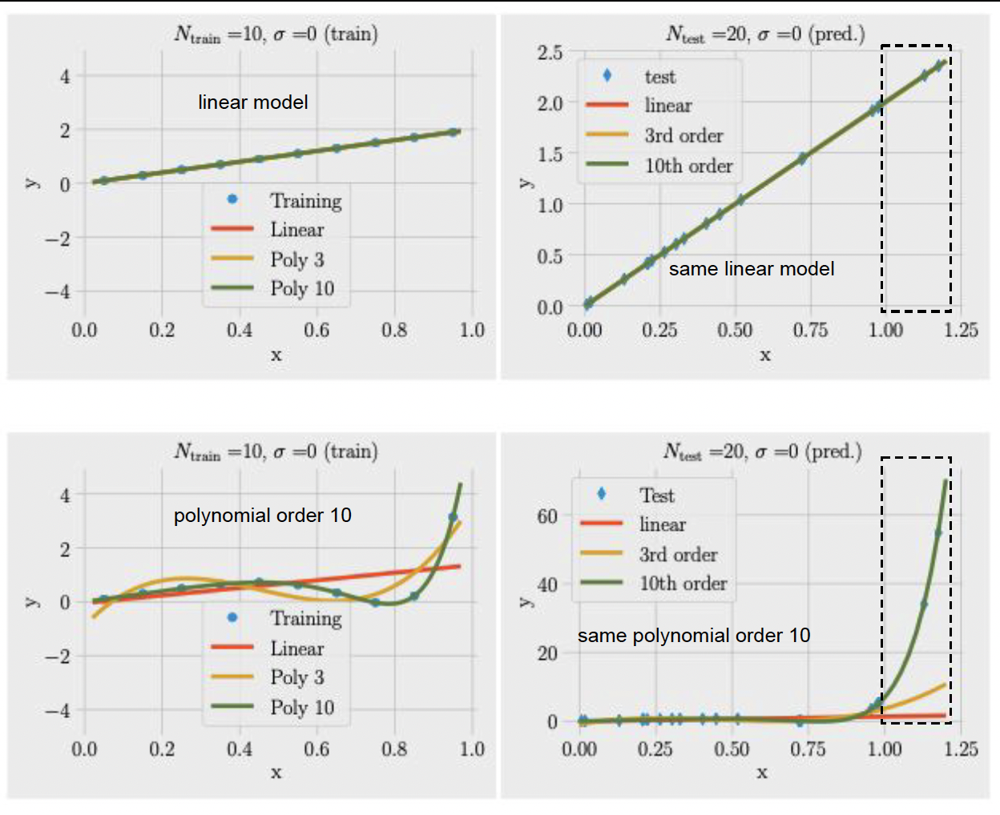 N_train =10, σ =0 (train)
4
2
0
−2
−4
y
linear model
Training
Linear
Poly 3
Poly 10
0.0 0.2 0.4 0.6 0.8 1.0
x
N_test =20, σ =0 (pred.)
2.5
2.0
1.5
1.0
0.5
0.0
y
test
linear
3rd order
10th order
same linear model
0.00 0.25 0.50 0.75 1.00 1.25
x
N_train =10, σ =0 (train)
4
2
0
−2
−4
y
polynomial order 10
Training
Linear
Poly 3
Poly 10
0.0 0.2 0.4 0.6 0.8 1.0
x
N_test =20, σ =0 (pred.)
60
40
20
0
y
Test
linear
3rd order
10th order
same polynomial order 10
0.00 0.25 0.50 0.75 1.00 1.25
x